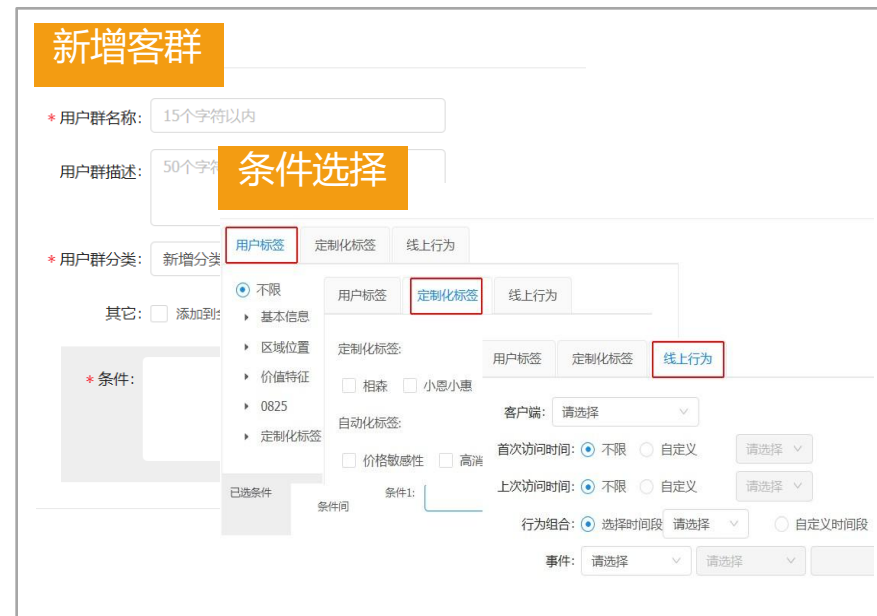 新增客群
* 用户群名称: 15个字符以内
用户群描述: 50个字
条件选择
* 用户群分类: 新增分类
其它: 添加到
* 条件:
用户标签 定制化标签 线上行为
不限
基本信息
区域位置
价值特征
0825
定制化标签
已选条件
条件间
条件1:
用户标签 定制化标签 线上行为
定制化标签:
相森 小恩小惠
自动化标签:
价格敏感性 高消
用户标签 定制化标签 线上行为
客户端: 请选择
首次访问时间: 不限 自定义 请选择
上次访问时间: 不限 自定义 请选择
行为组合: 选择时间段 请选择 自定义时间段
事件: 请选择 请选择